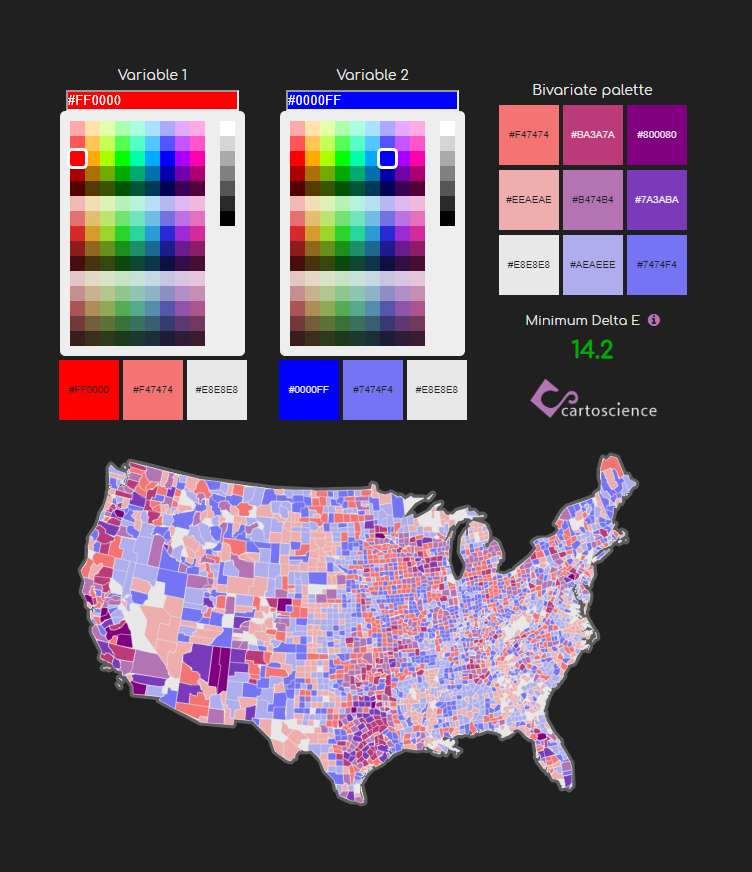 Variable 1
#FF0000
#FF0000
#F47474
#E8E8E8
Variable 2
#0000FF
#0000FF
#7474F4
#E8E8E8
Bivariate palette
#F47474
#BA3A7A
#800080
#EEAEAE
#B474B4
#7A3ABA
#E8E8E8
#AEAEEE
#7474F4
Minimum Delta E
14.2
cartoscience